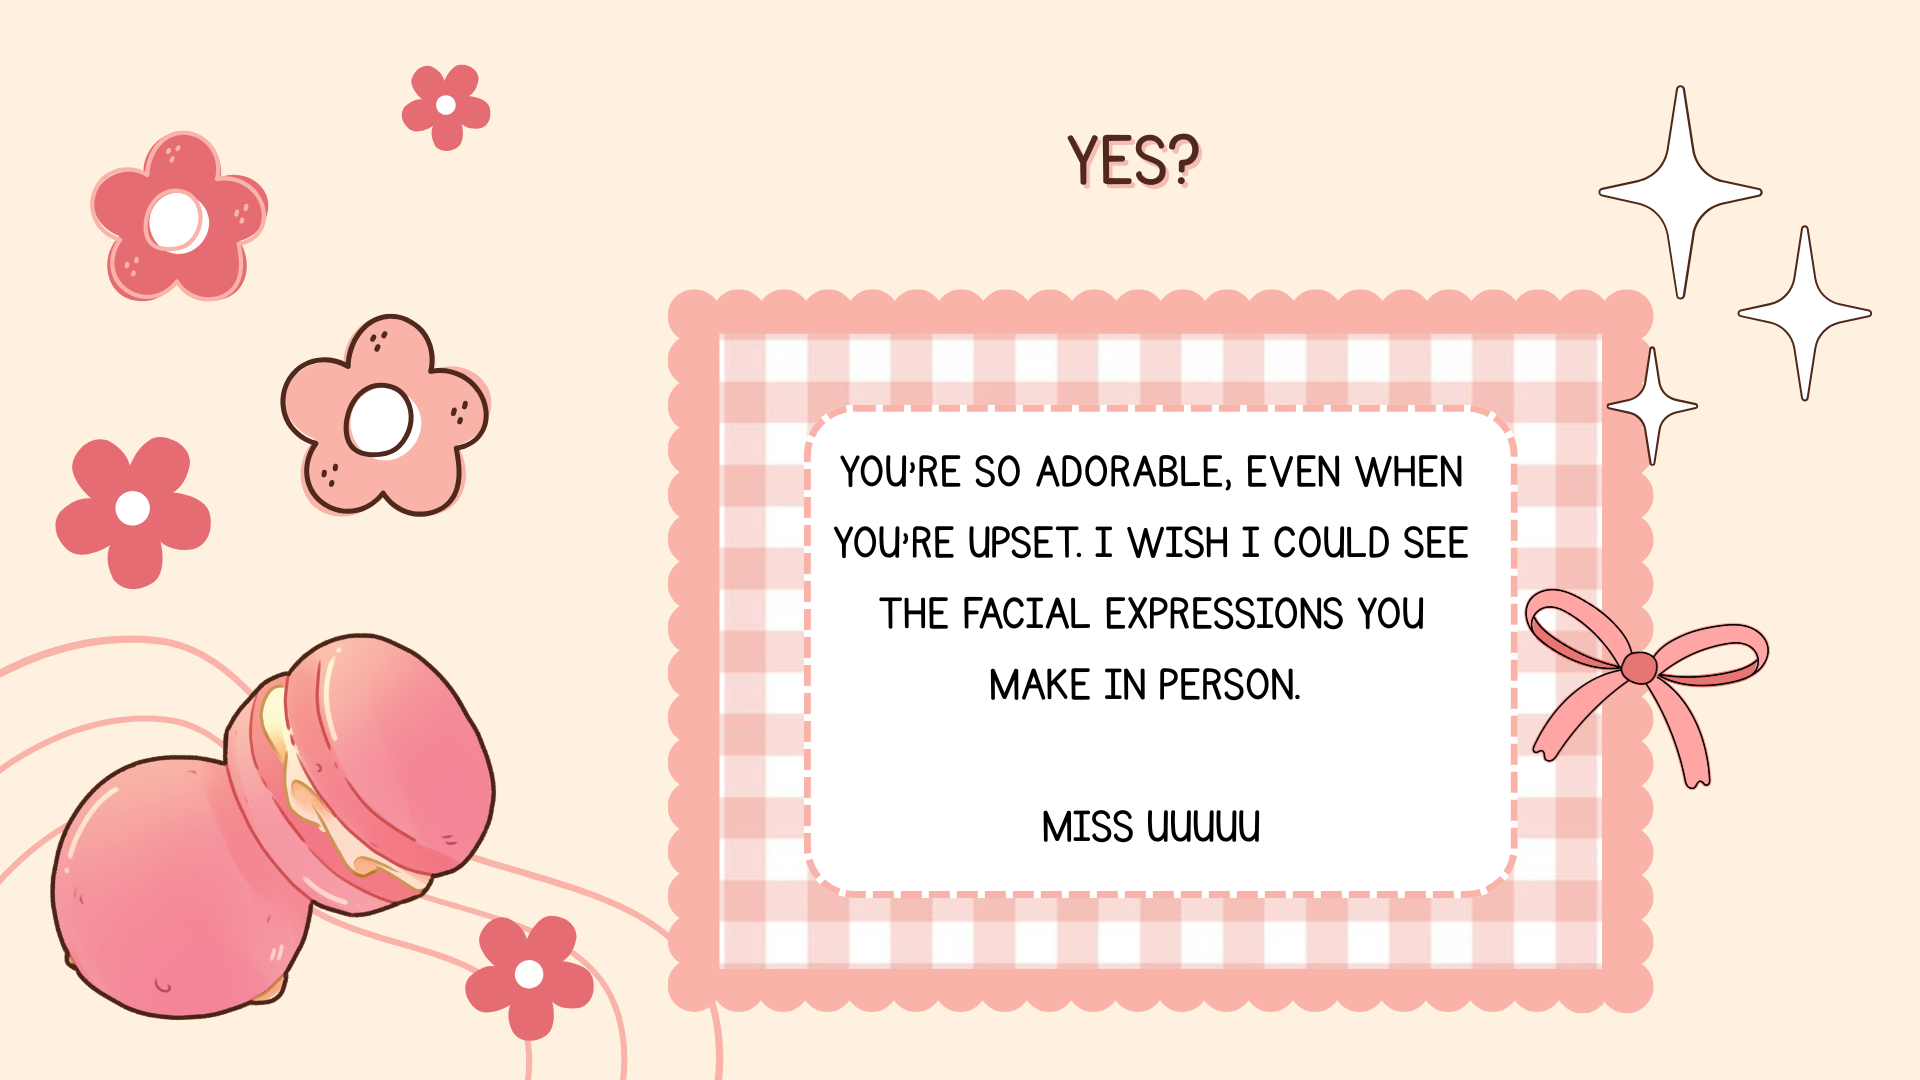 YES?
YOU'RE SO ADORABLE, EVEN WHEN
YOU'RE UPSET. I WISH I COULD SEE
THE FACIAL EXPRESSIONS YOU
MAKE IN PERSON.
MISS UUUUU